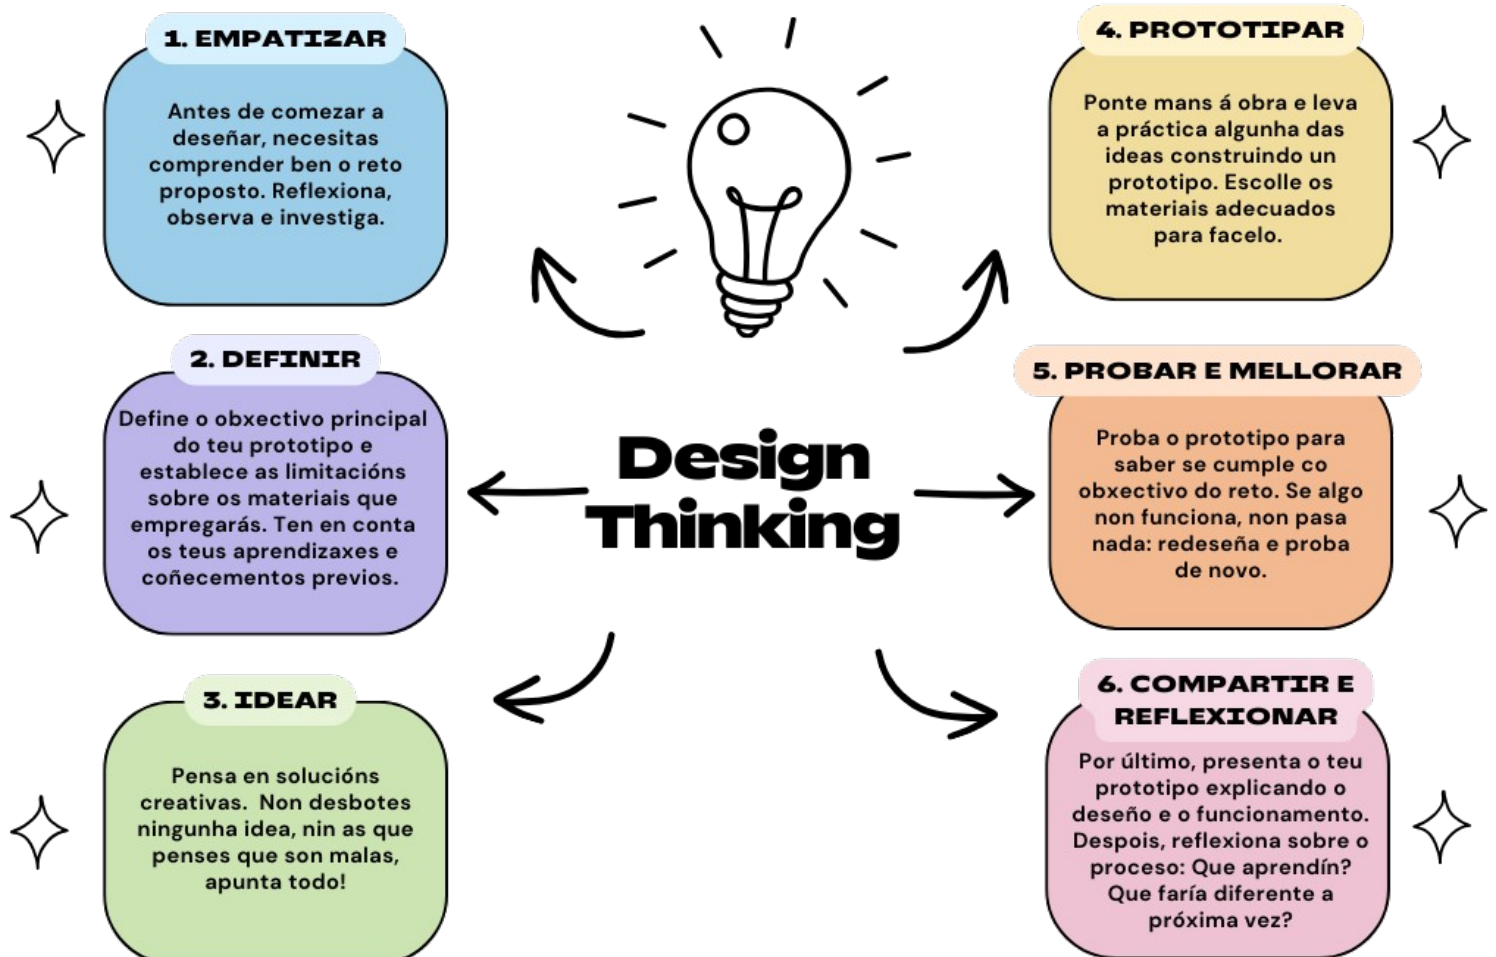 1. EMPATIZAR
Antes de comezar a
deseñar, necesitas
comprender ben o reto
proposto. Reflexiona,
observa e investiga.
2. DEFINIR
Define o obxectivo principal
do teu prototipo e
establece as limitacións
sobre os materiais que
empregarás. Ten en conta
os teus aprendizaxes e
coñecementos previos.
3. IDEAR
Pensa en solucións
creativas.  Non desbotes
ningunha idea, nin as que
penses que son malas,
apunta todo!
Design
Thinking
4. PROTOTIPAR
Ponte mans á obra e leva
a práctica algunha das
ideas construindo un
prototipo. Escolle os
materiais adecuados
para facelo.
5. PROBAR E MELLORAR
Proba o prototipo para
saber se cumple co
obxectivo do reto. Se algo
non funciona, non pasa
nada: redeseña e proba
de novo.
6. COMPARTIR E
REFLEXIONAR
Por último, presenta o teu
prototipo explicando o
deseño e o funcionamento.
Despois, reflexiona sobre o
proceso: Que aprendín?
Que faría diferente a
próxima vez?